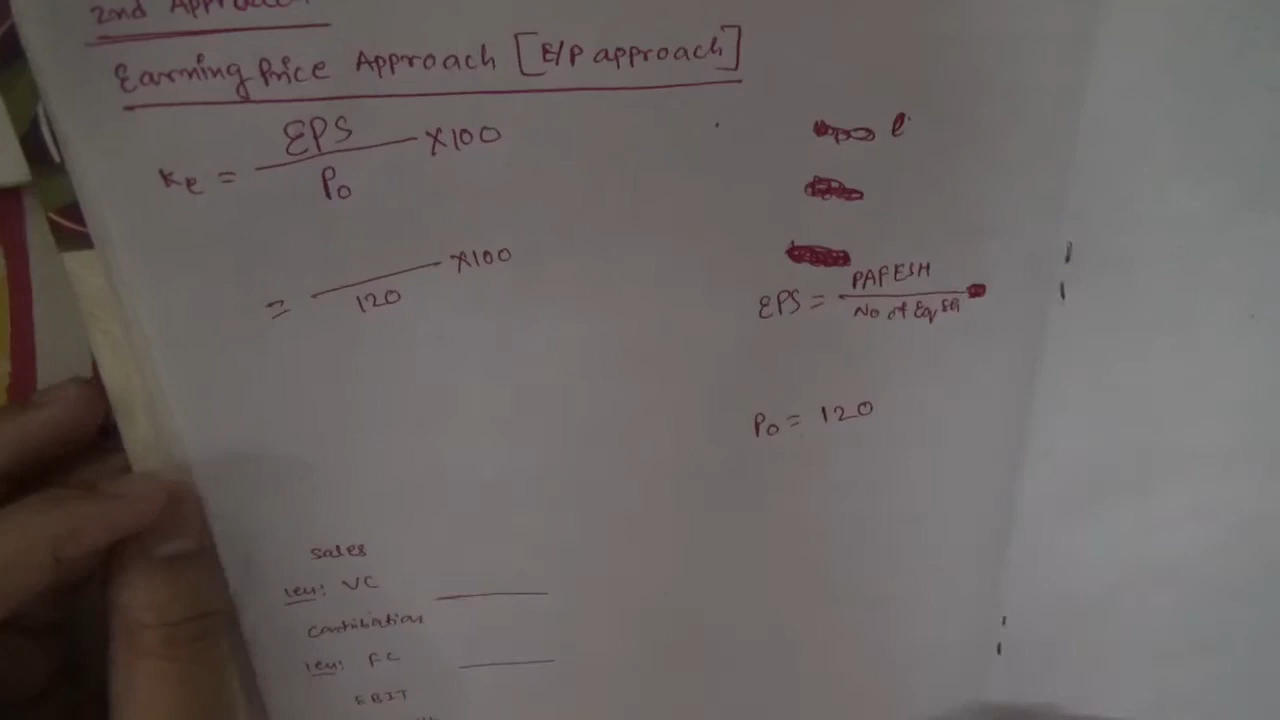 2nd Approach
Earning Price Approach [E/P approach]
Ke = EPS / P0 X100
= / 120 X100
EPS = PAFESH / No of Eq SH
P0 = 120
Sales
Less: VC
Contribution
Less: FC
EBIT